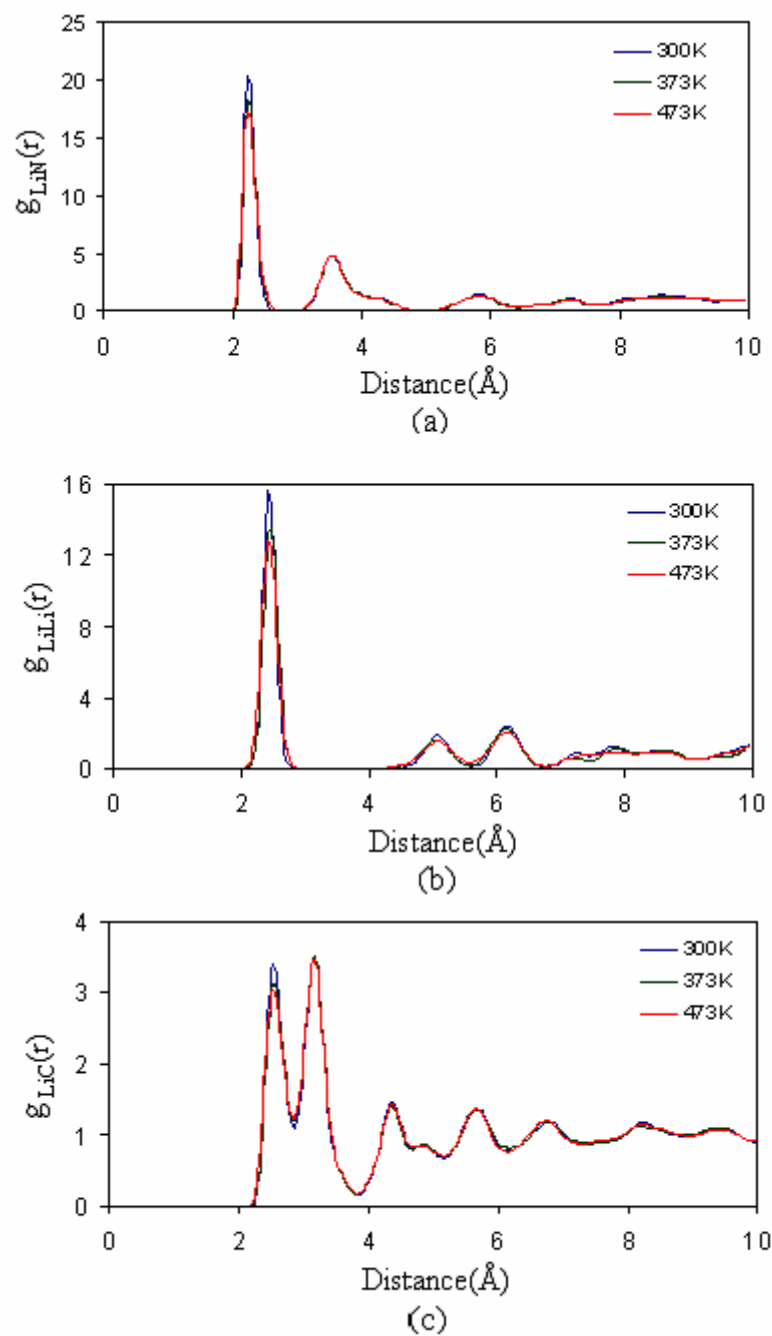 25
20
15
10
5
0
g_LiN(r)
300K
373K
473K
0 2 4 6 8 10
Distance(Å)
(a)
16
12
8
4
0
g_LiLi(r)
300K
373K
473K
0 2 4 6 8 10
Distance(Å)
(b)
4
3
2
1
0
g_LiC(r)
300K
373K
473K
0 2 4 6 8 10
Distance(Å)
(c)